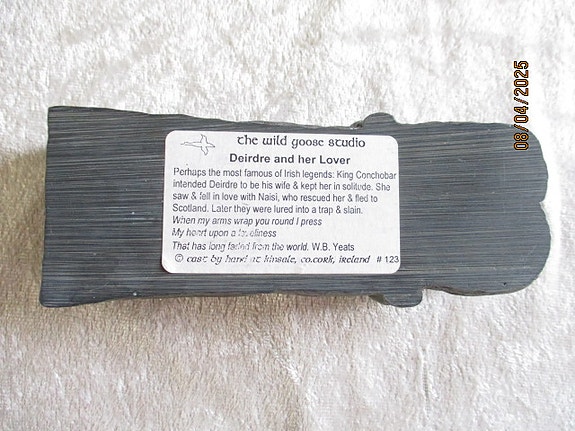 the wild goose studio
Deirdre and her Lover
Perhaps the most famous of Irish legends: King Conchobar
intended Deirdre to be his wife & kept her in solitude. She
saw & fell in love with Naisi, who rescued her & fled to
Scotland. Later they were lured into a trap & slain.
When my arms wrap you round I press
My heart upon a loveliness
That has long faded from the world. W.B. Yeats
© cast by hand at kinsale, co.cork, ireland # 123
08/04/2025